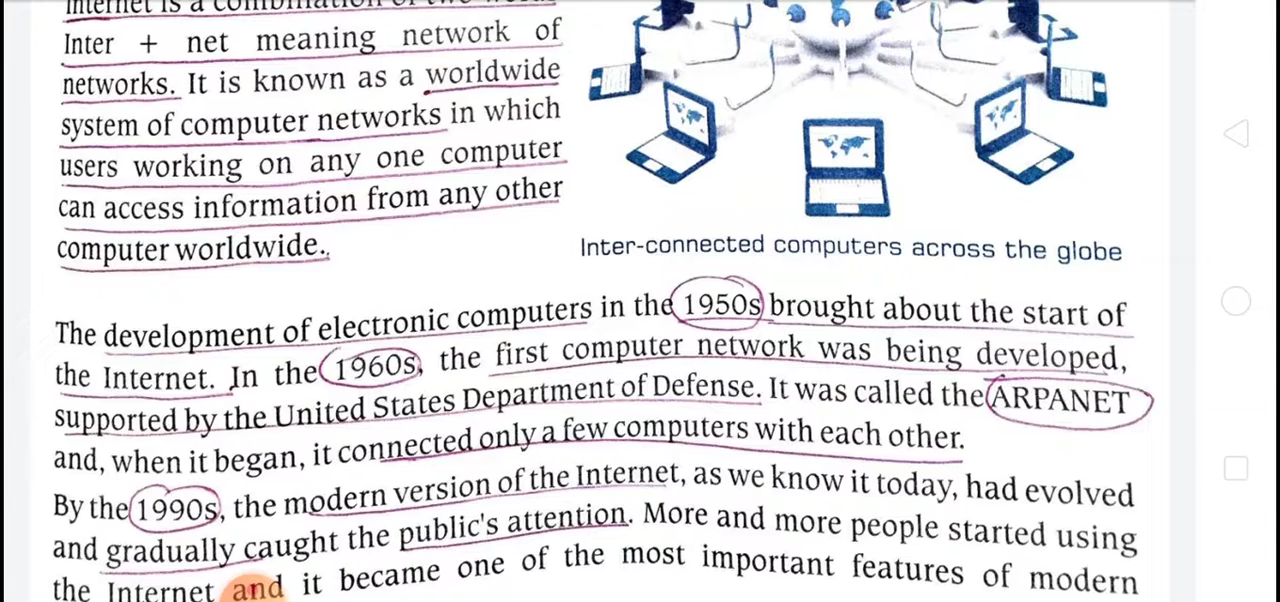 Internet is a combination of two words
Inter + net meaning network of
networks. It is known as a worldwide
system of computer networks in which
users working on any one computer
can access information from any other
computer worldwide.
Inter-connected computers across the globe
The development of electronic computers in the 1950s brought about the start of
the Internet. In the 1960s, the first computer network was being developed,
supported by the United States Department of Defense. It was called the ARPANET
and, when it began, it connected only a few computers with each other.
By the 1990s, the modern version of the Internet, as we know it today, had evolved
and gradually caught the public's attention. More and more people started using
the Internet and it became one of the most important features of modern